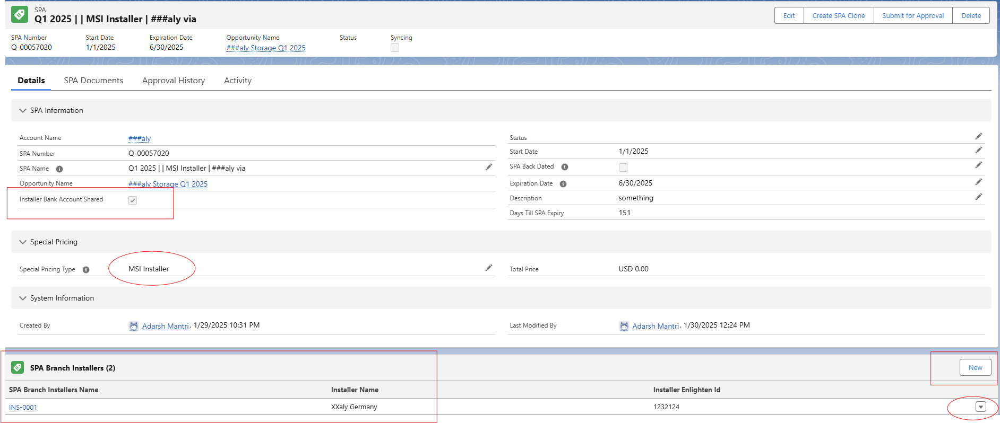 SPA
Q1 2025 | | MSI Installer | ###aly via
Edit
Create SPA Clone
Submit for Approval
Delete
SPA Number
Start Date
Expiration Date
Opportunity Name
Status
Syncing
Q-00057020
1/1/2025
6/30/2025
###aly Storage Q1 2025
Details
SPA Documents
Approval History
Activity
SPA Information
Account Name
###aly
SPA Number
Q-00057020
SPA Name
Q1 2025 | | MSI Installer | ###aly via
Opportunity Name
###aly Storage Q1 2025
Installer Bank Account Shared
Status
Start Date
1/1/2025
SPA Back Dated
Expiration Date
6/30/2025
Description
something
Days Till SPA Expiry
151
Special Pricing
Special Pricing Type
MSI Installer
Total Price
USD 0.00
System Information
Created By
Adarsh Mantri, 1/29/2025 10:31 PM
Last Modified By
Adarsh Mantri, 1/30/2025 12:24 PM
SPA Branch Installers (2)
New
SPA Branch Installers Name
Installer Name
Installer Enlighten Id
INS-0001
XXaly Germany
1232124